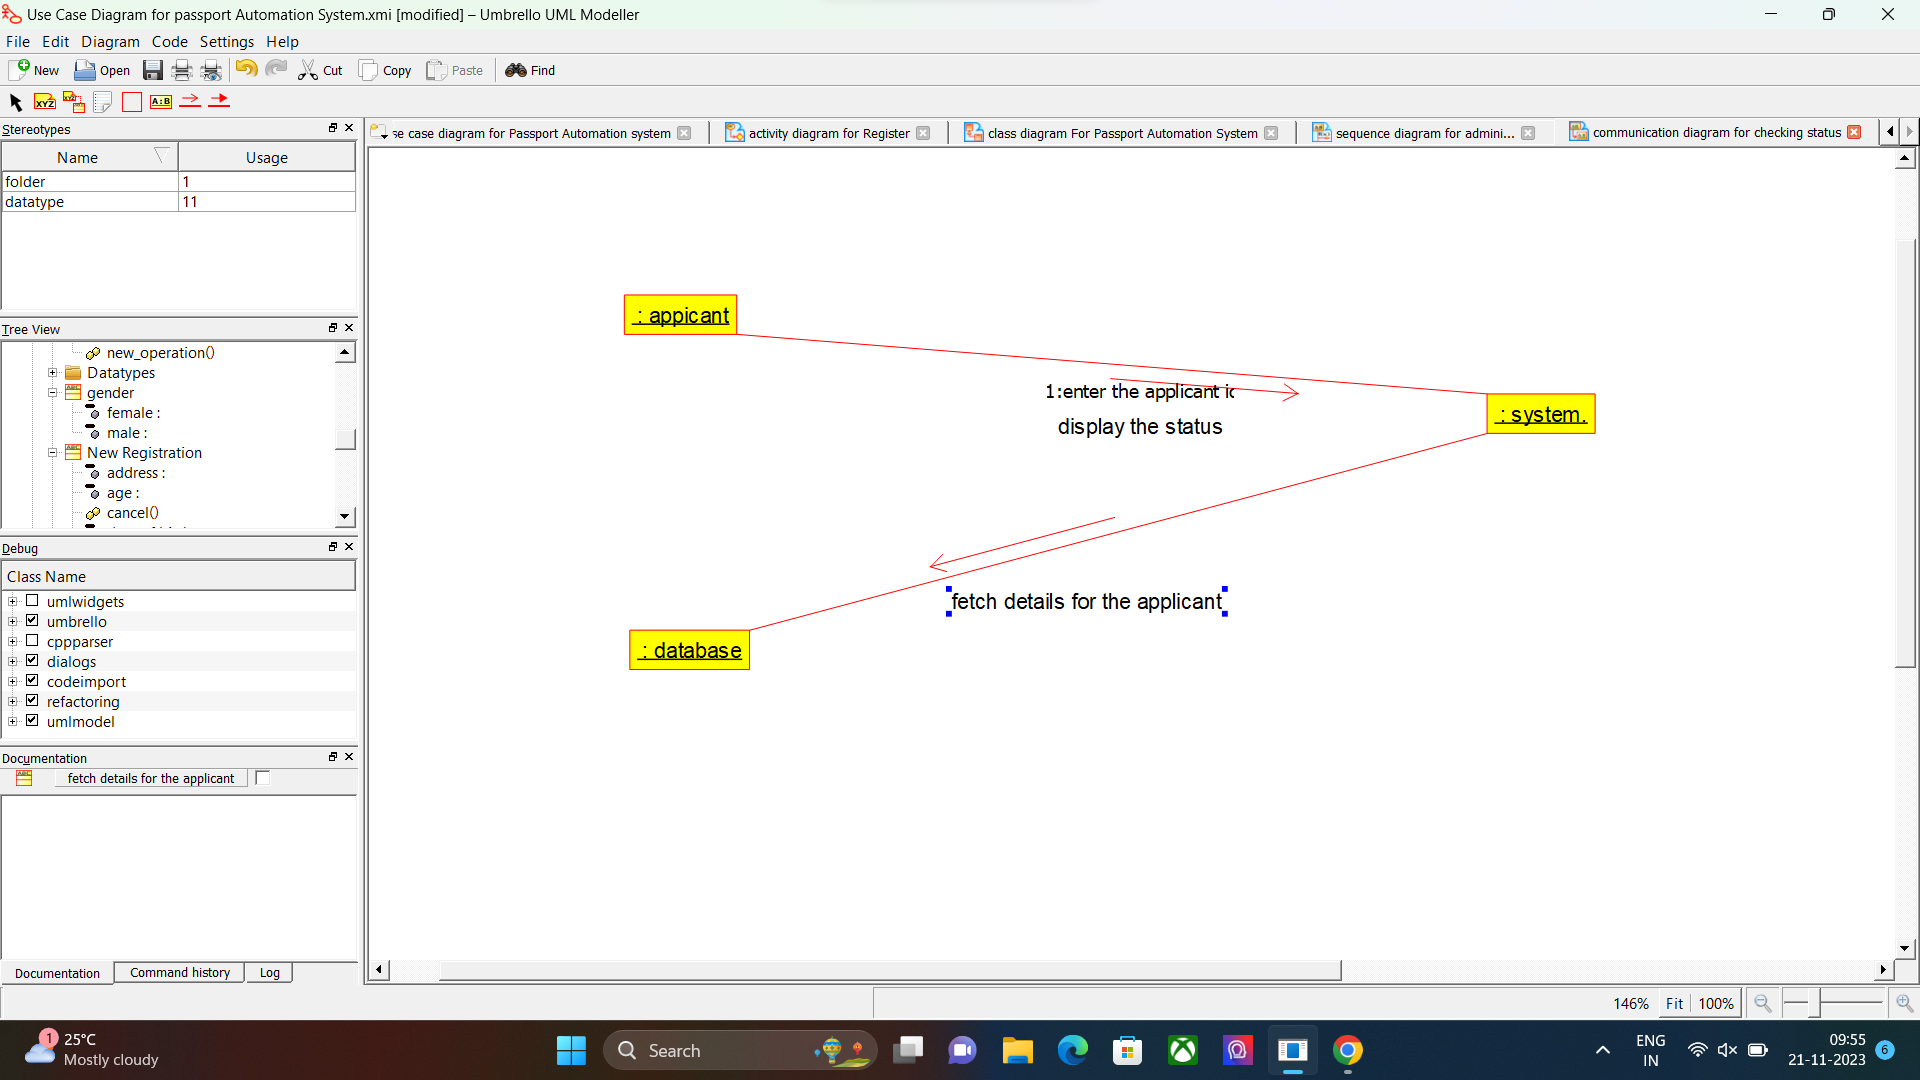 Use Case Diagram for passport Automation System.xmi [modified] – Umbrello UML Modeller
File Edit Diagram Code Settings Help
New Open Cut Copy Paste Find
XYZ A:B
Stereotypes
Name Usage
folder 1
datatype 11
Tree View
new_operation()
Datatypes
gender
female :
male :
New Registration
address :
age :
cancel()
Debug
Class Name
umlwidgets
umbrello
cppparser
dialogs
codeimport
refactoring
umlmodel
Documentation
fetch details for the applicant
Documentation Command history Log
se case diagram for Passport Automation system activity diagram for Register class diagram For Passport Automation System sequence diagram for admini... communication diagram for checking status
: appicant
1:enter the applicant ic
display the status
: system.
fetch details for the applicant
: database
146% Fit 100%
1 25°C
Mostly cloudy
Search
ENG
IN
09:55
21-11-2023
6